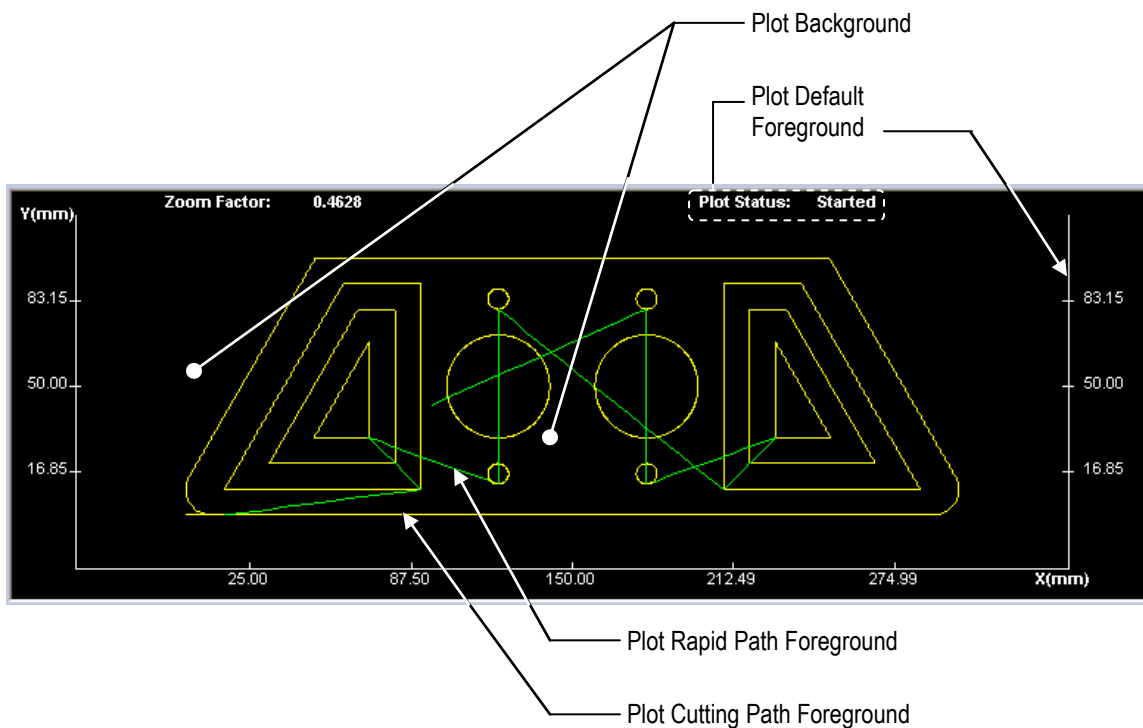 Plot Background
Plot Default
Foreground
Zoom Factor: 0.4628
Plot Status: Started
Y(mm)
83.15
83.15
50.00
50.00
16.85
16.85
25.00
87.50
150.00
212.49
274.99
X(mm)
Plot Rapid Path Foreground
Plot Cutting Path Foreground